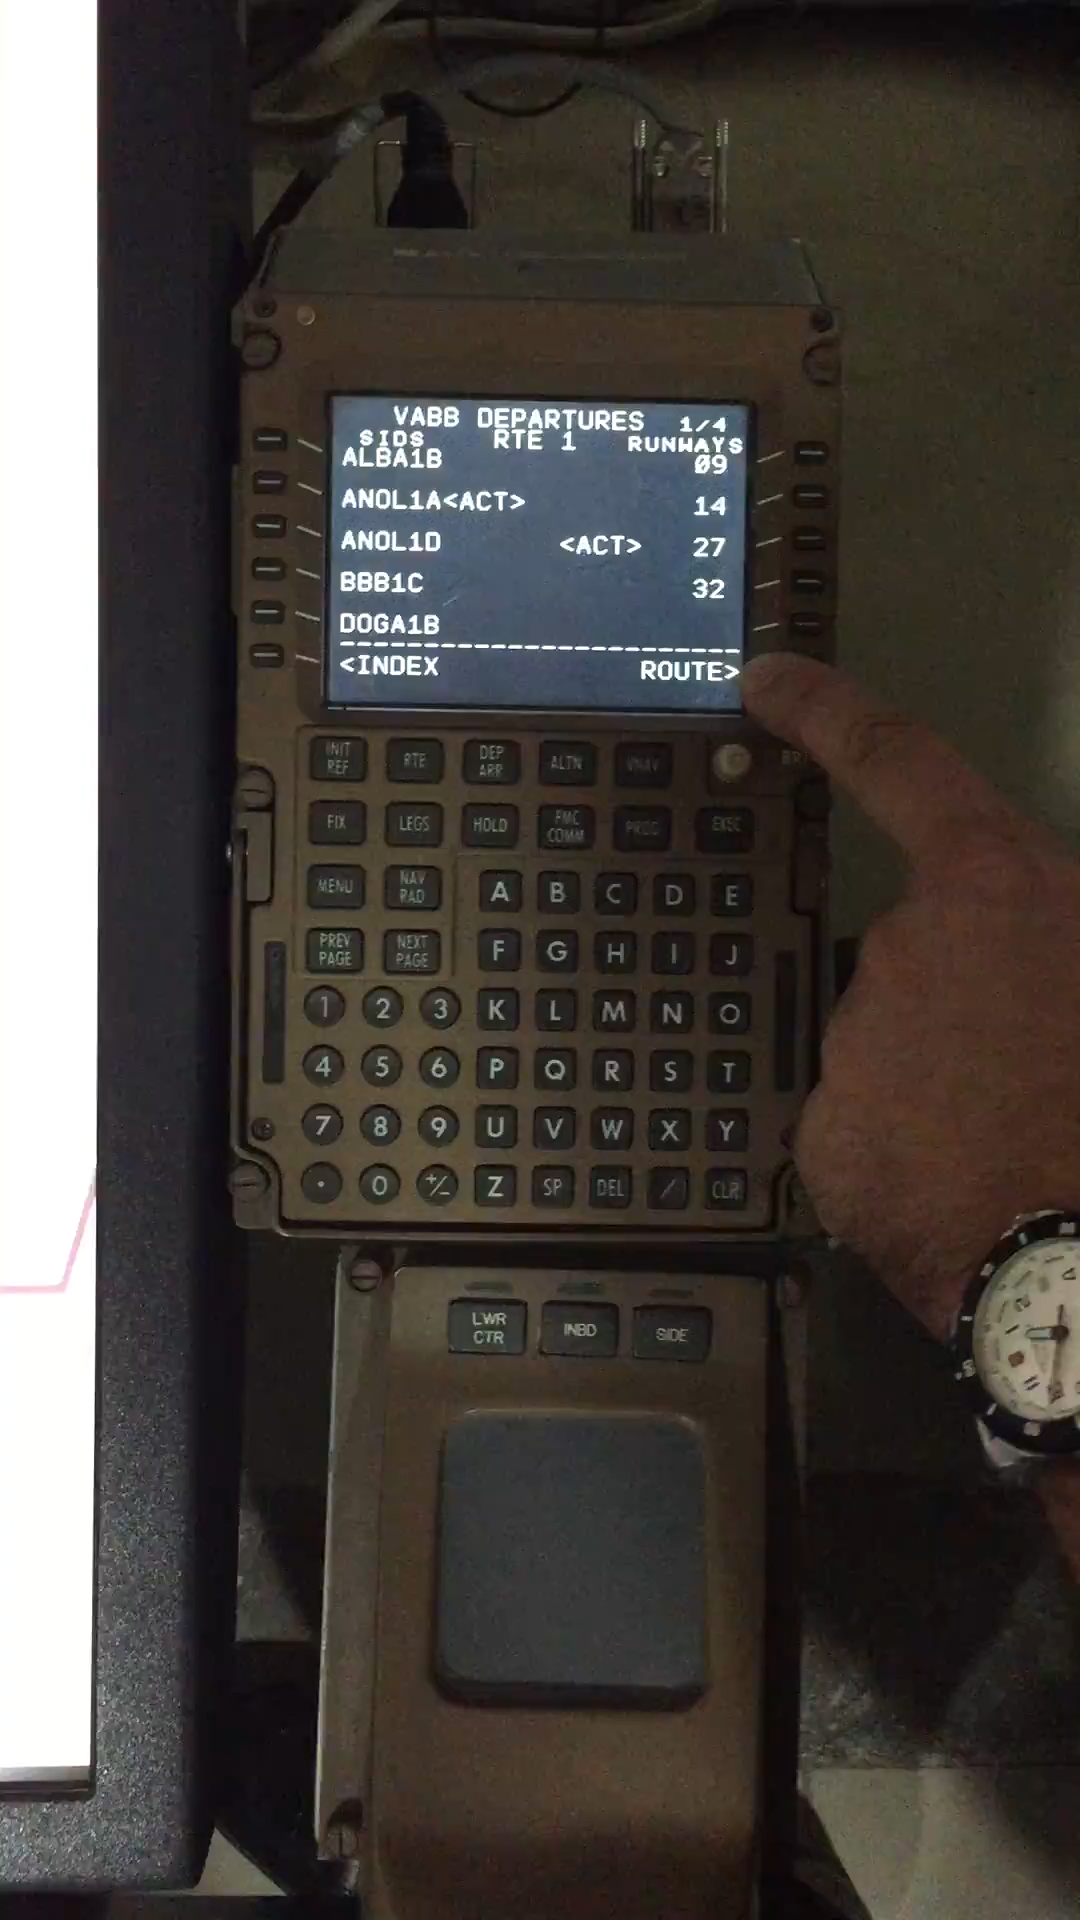 VABB DEPARTURES 1/4
SIDS RTE 1 RUNWAYS
ALBA1B 09
ANOL1A<ACT> 14
ANOL1D <ACT> 27
BBB1C 32
DOGA1B
<INDEX ROUTE>
INIT REF RTE DEP ARR ALTN VNAV
FIX LEGS HOLD FMC COMM PROG EXEC
MENU NAV RAD A B C D E
PREV PAGE NEXT PAGE F G H I J
1 2 3 K L M N O
4 5 6 P Q R S T
7 8 9 U V W X Y
. 0 +/- Z SP DEL / CLR
LWR CTR INBD SIDE